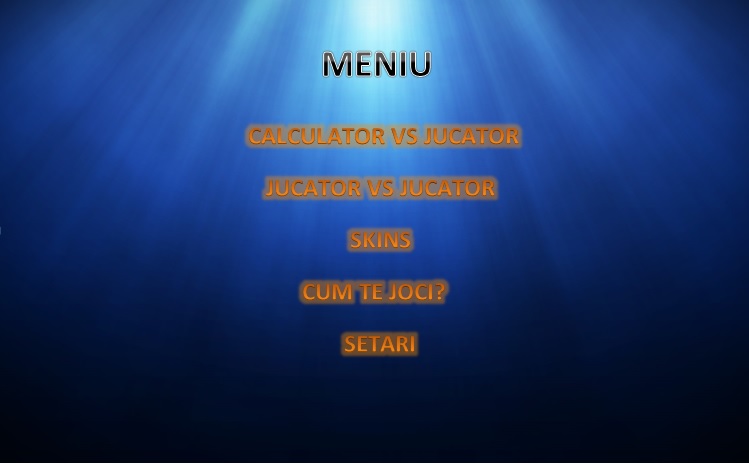 MENIU
CALCULATOR VS JUCATOR
JUCATOR VS JUCATOR
SKINS
CUM TE JOCI?
SETARI